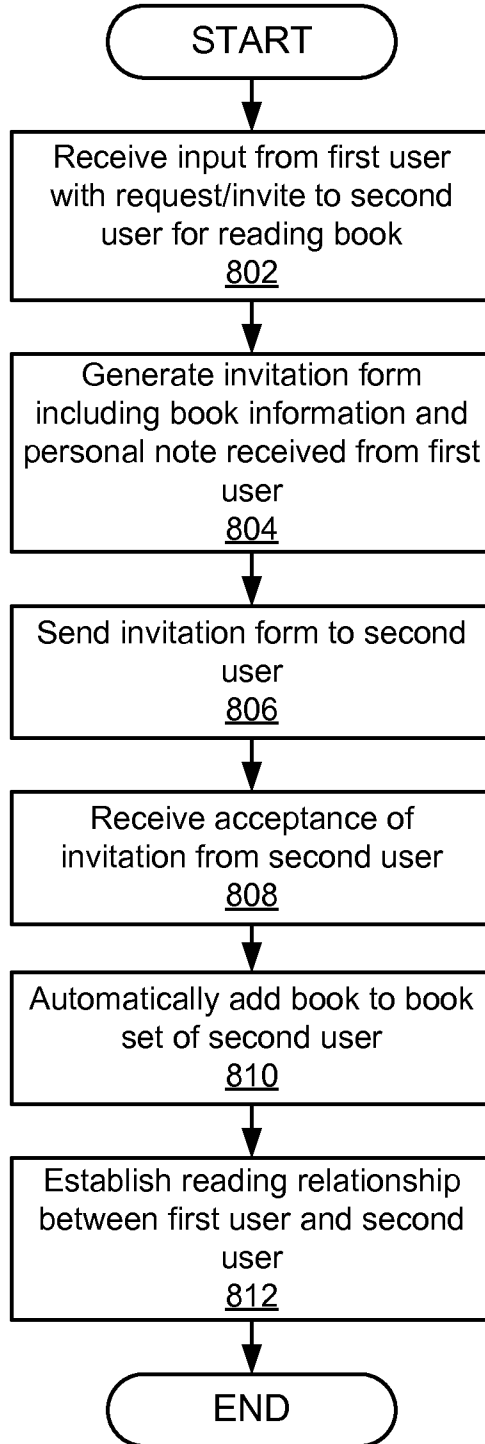 START
Receive input from first user
with request/invite to second
user for reading book
802
Generate invitation form
including book information and
personal note received from first
user
804
Send invitation form to second
user
806
Receive acceptance of
invitation from second user
808
Automatically add book to book
set of second user
810
Establish reading relationship
between first user and second
user
812
END